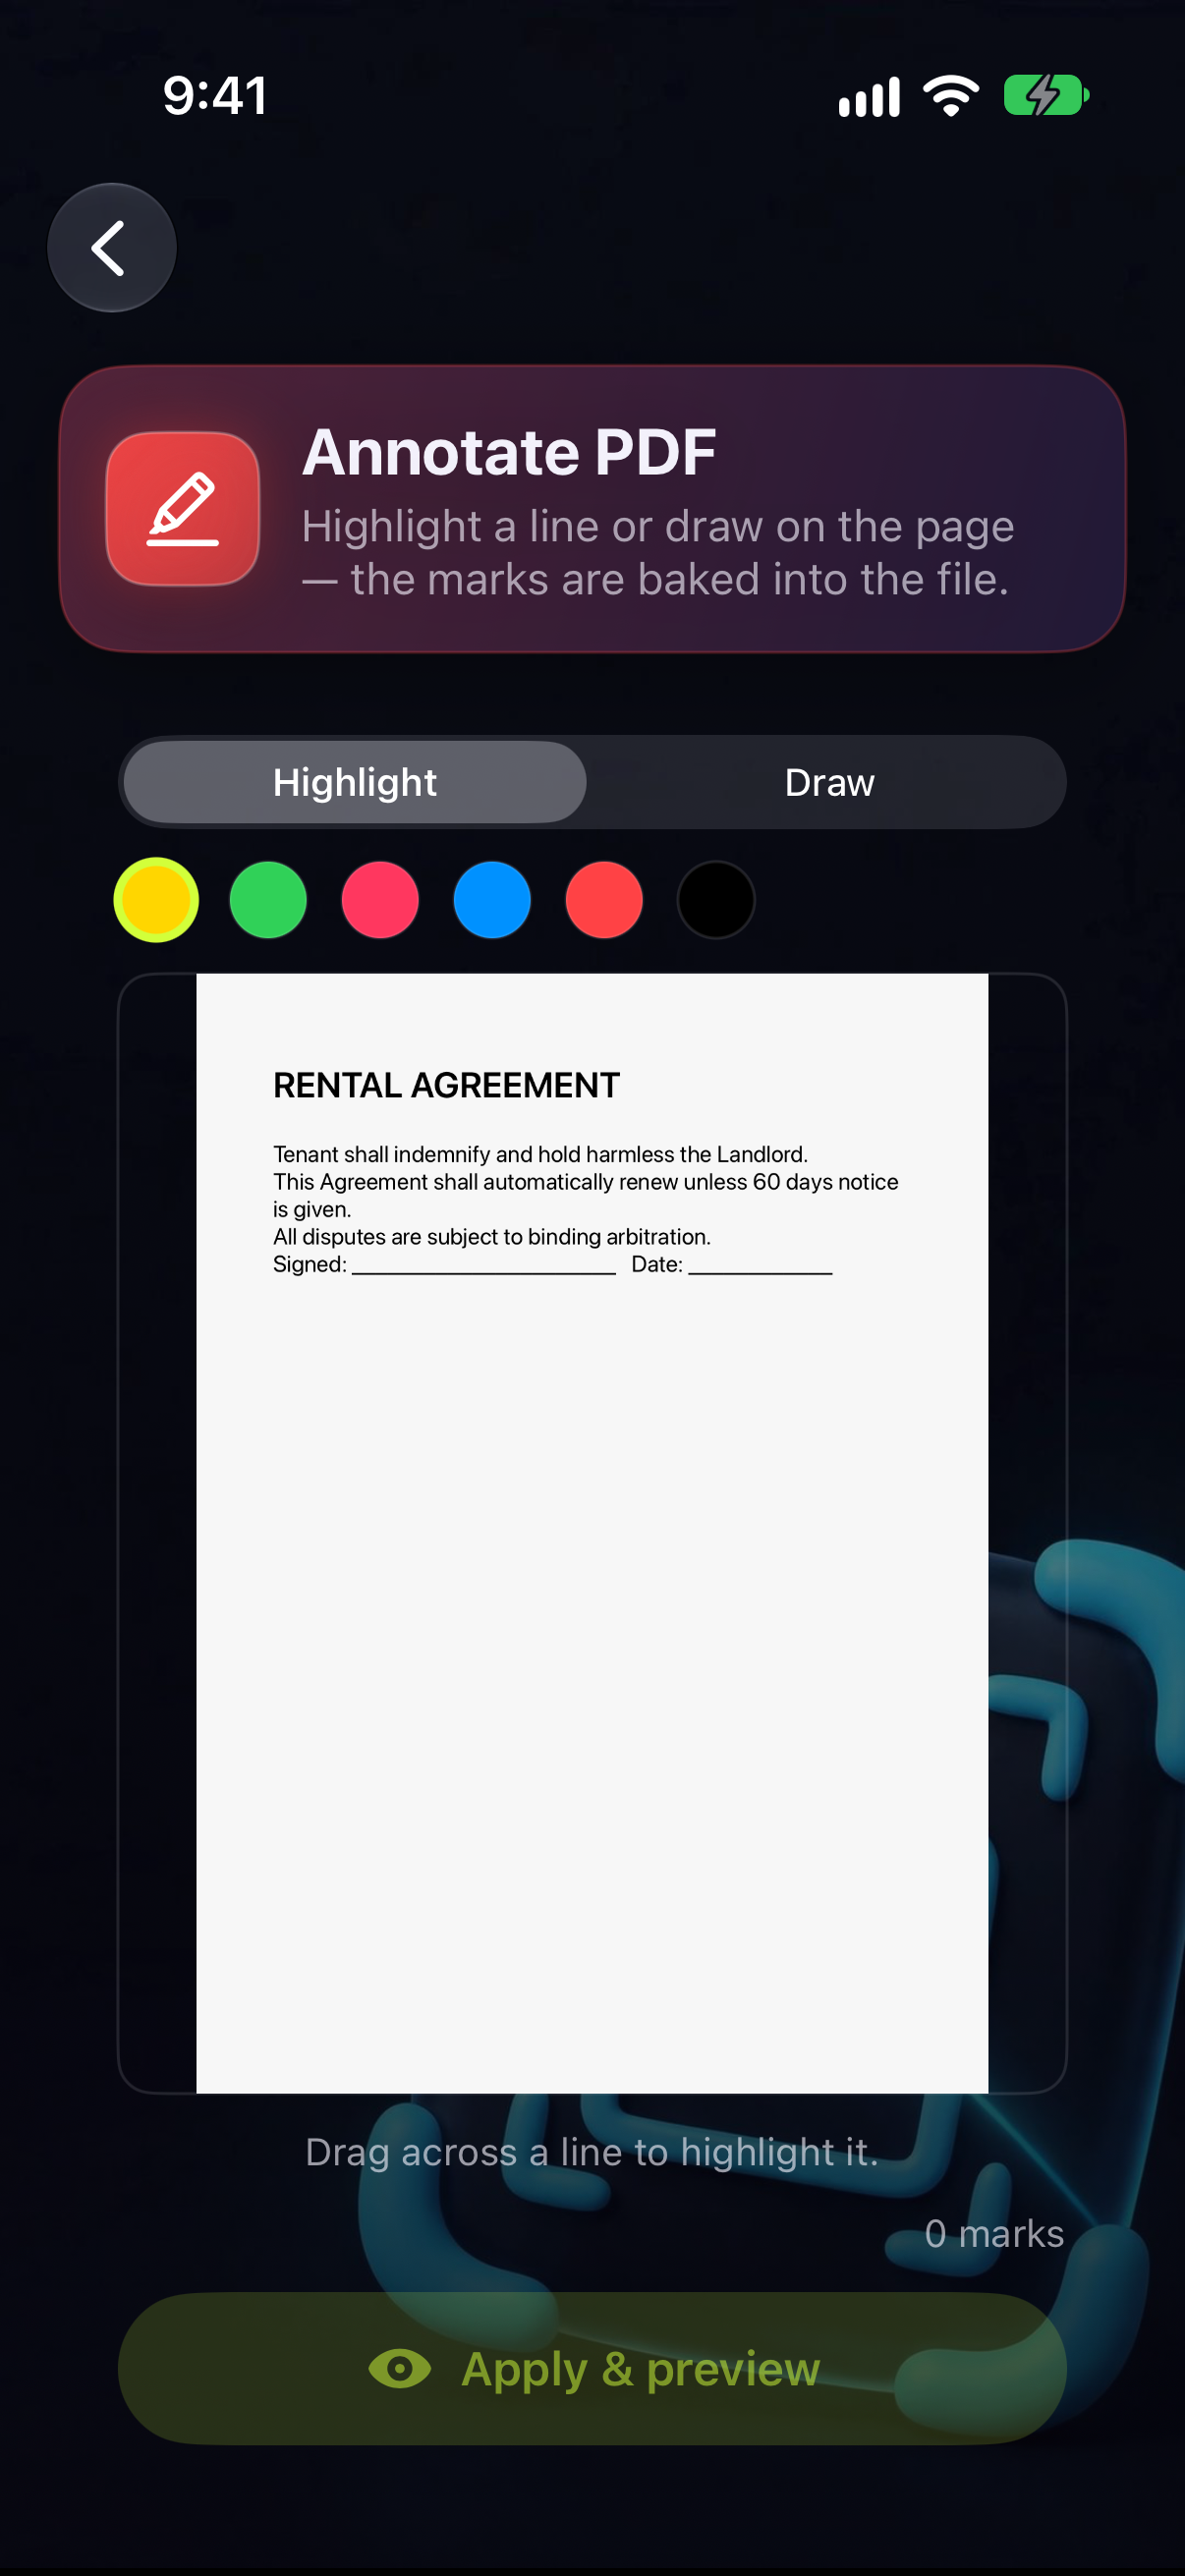 9:41
Annotate PDF
Highlight a line or draw on the page
— the marks are baked into the file.
Highlight
Draw
RENTAL AGREEMENT
Tenant shall indemnify and hold harmless the Landlord.
This Agreement shall automatically renew unless 60 days notice
is given.
All disputes are subject to binding arbitration.
Signed: ______________________ Date: ____________
Drag across a line to highlight it.
0 marks
Apply & preview